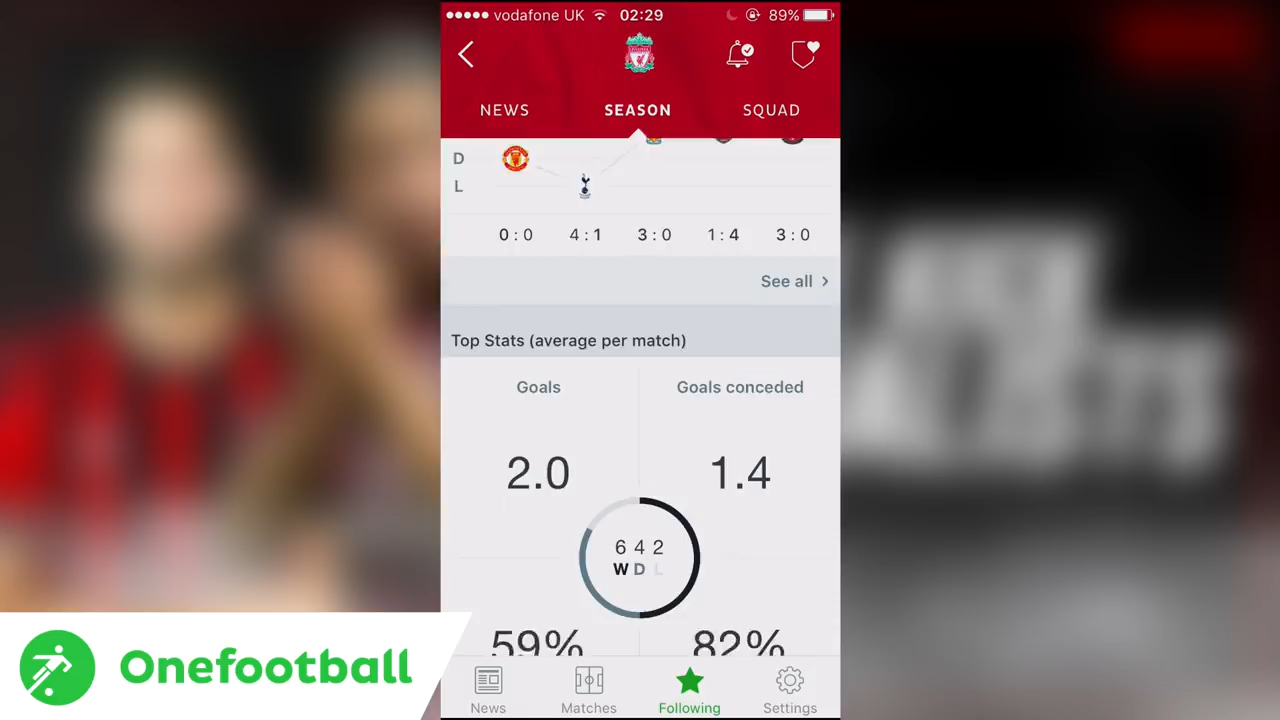 vodafone UK 02:29 89%
NEWS SEASON SQUAD
D
L
0 : 0 4 : 1 3 : 0 1 : 4 3 : 0
See all >
Top Stats (average per match)
Goals Goals conceded
2.0 1.4
6 4 2
W D L
59% 82%
News Matches Following Settings
Onefootball